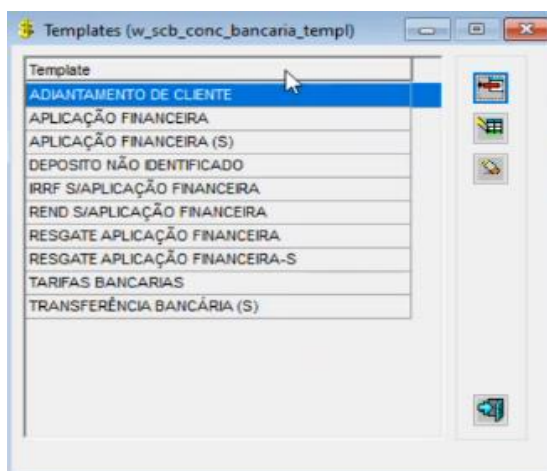 Templates (w_scb_conc_bancaria_templ)
Template
ADIANTAMENTO DE CLIENTE
APLICAÇÃO FINANCEIRA
APLICAÇÃO FINANCEIRA (S)
DEPOSITO NÃO IDENTIFICADO
IRRF S/APLICAÇÃO FINANCEIRA
REND S/APLICAÇÃO FINANCEIRA
RESGATE APLICAÇÃO FINANCEIRA
RESGATE APLICAÇÃO FINANCEIRA-S
TARIFAS BANCARIAS
TRANSFERÊNCIA BANCÁRIA (S)